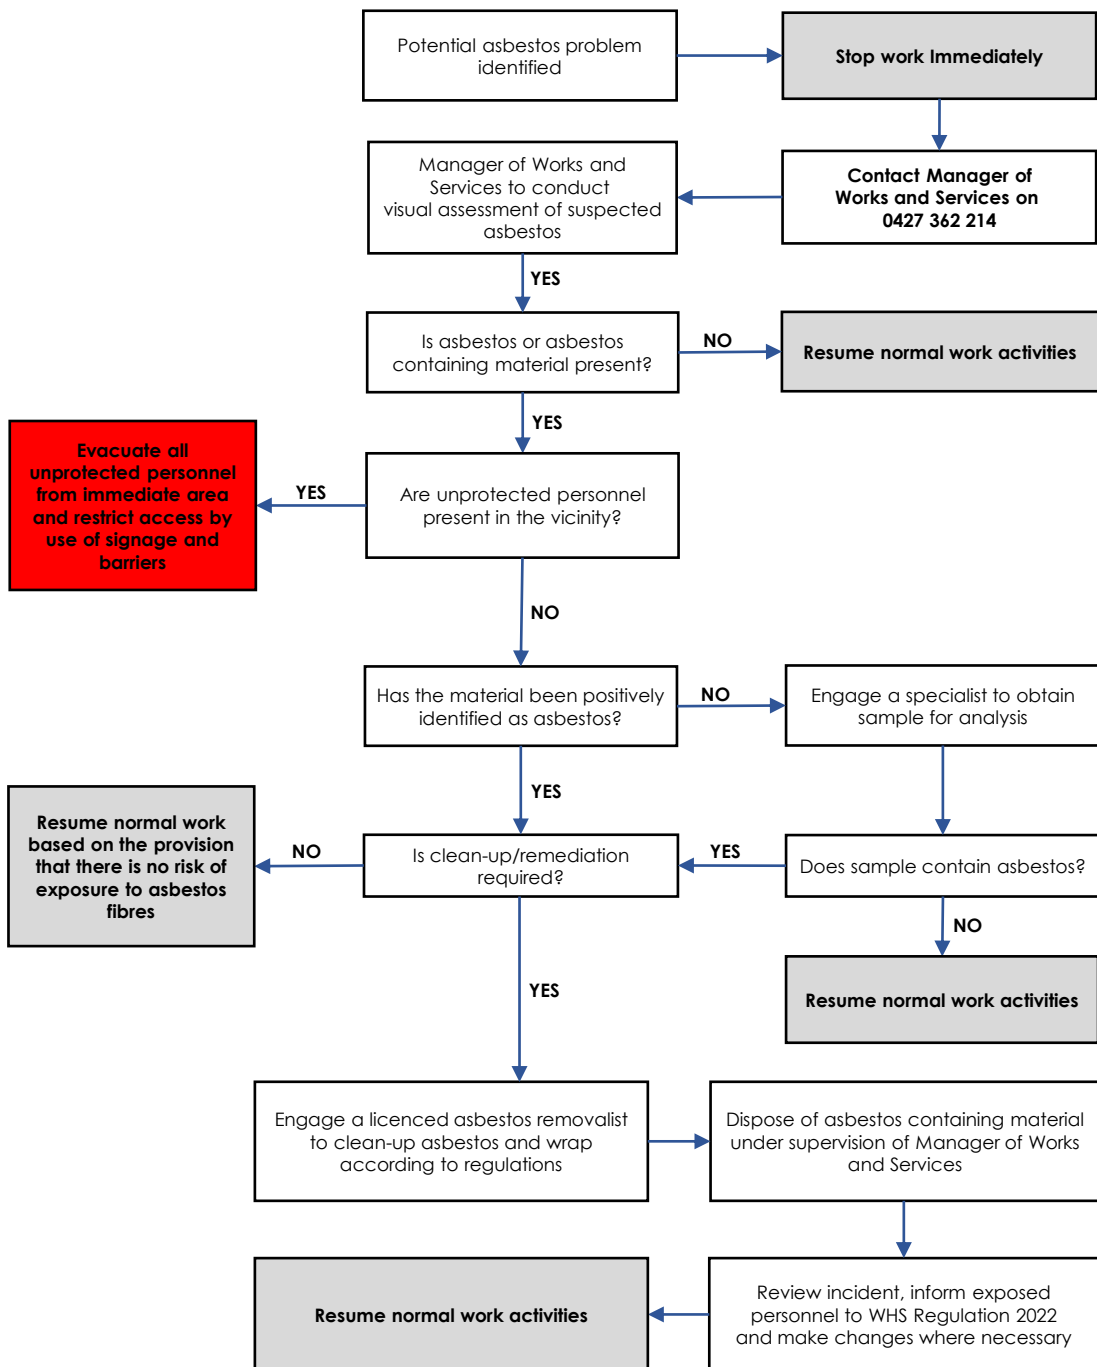 Potential asbestos problem
identified
Stop work Immediately
Contact Manager of
Works and Services on
0427 362 214
Manager of Works and
Services to conduct
visual assessment of suspected
asbestos
YES
Is asbestos or asbestos
containing material present?
NO
Resume normal work activities
YES
Evacuate all
unprotected personnel
from immediate area
and restrict access by
use of signage and
barriers
YES
Are unprotected personnel
present in the vicinity?
NO
Has the material been positively
identified as asbestos?
NO
Engage a specialist to obtain
sample for analysis
YES
Resume normal work
based on the provision
that there is no risk of
exposure to asbestos
fibres
NO
Is clean-up/remediation
required?
YES
Does sample contain asbestos?
NO
Resume normal work activities
YES
Engage a licenced asbestos removalist
to clean-up asbestos and wrap
according to regulations
Dispose of asbestos containing material
under supervision of Manager of Works
and Services
Review incident, inform exposed
personnel to WHS Regulation 2022
and make changes where necessary
Resume normal work activities